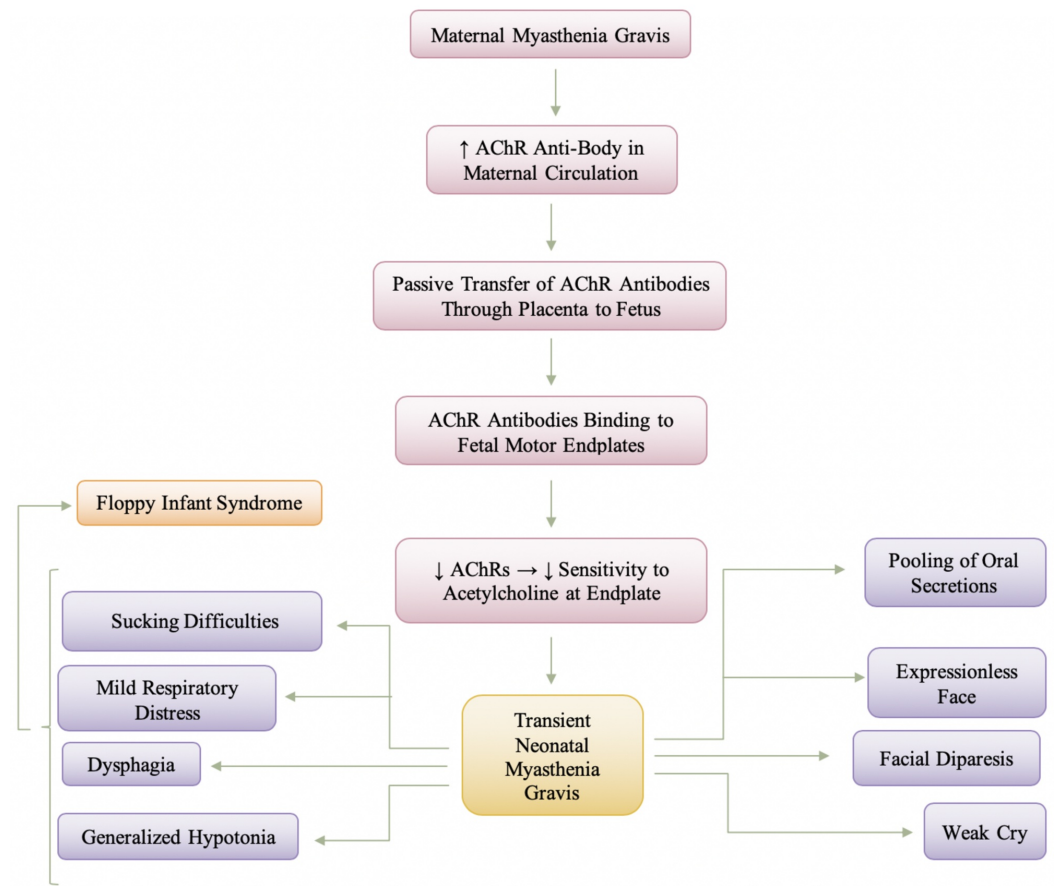 Maternal Myasthenia Gravis
↑ AChR Anti-Body in
Maternal Circulation
Passive Transfer of AChR Antibodies
Through Placenta to Fetus
AChR Antibodies Binding to
Fetal Motor Endplates
Floppy Infant Syndrome
↓ AChRs → ↓ Sensitivity to
Acetylcholine at Endplate
Pooling of Oral
Secretions
Sucking Difficulties
Expressionless
Face
Mild Respiratory
Distress
Transient
Neonatal
Myasthenia
Gravis
Dysphagia
Facial Diparesis
Generalized Hypotonia
Weak Cry